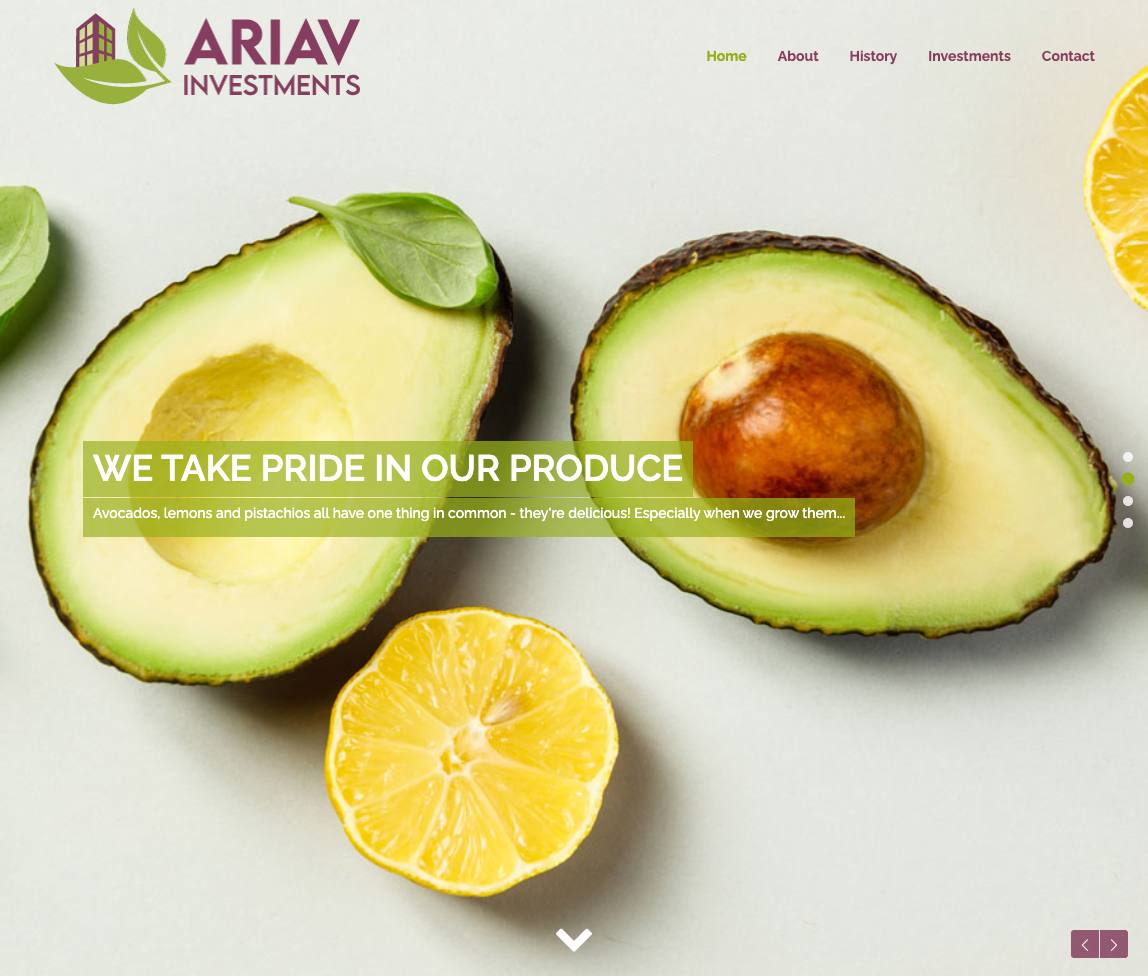 ARIAV
INVESTMENTS
Home About History Investments Contact
WE TAKE PRIDE IN OUR PRODUCE
Avocados, lemons and pistachios all have one thing in common - they're delicious! Especially when we grow them...